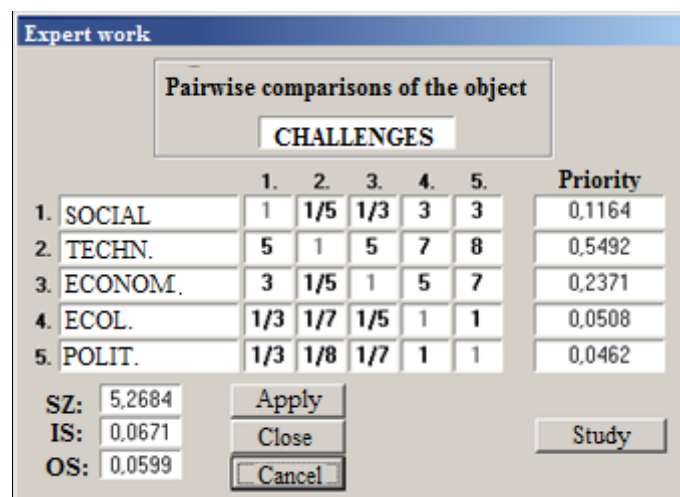 Expert work
Pairwise comparisons of the object
CHALLENGES
1. 2. 3. 4. 5. Priority
1. SOCIAL 1 1/5 1/3 3 3 0,1164
2. TECHN. 5 1 5 7 8 0,5492
3. ECONOM. 3 1/5 1 5 7 0,2371
4. ECOL. 1/3 1/7 1/5 1 1 0,0508
5. POLIT. 1/3 1/8 1/7 1 1 0,0462
SZ: 5,2684 Apply
IS: 0,0671 Close Study
OS: 0,0599 Cancel